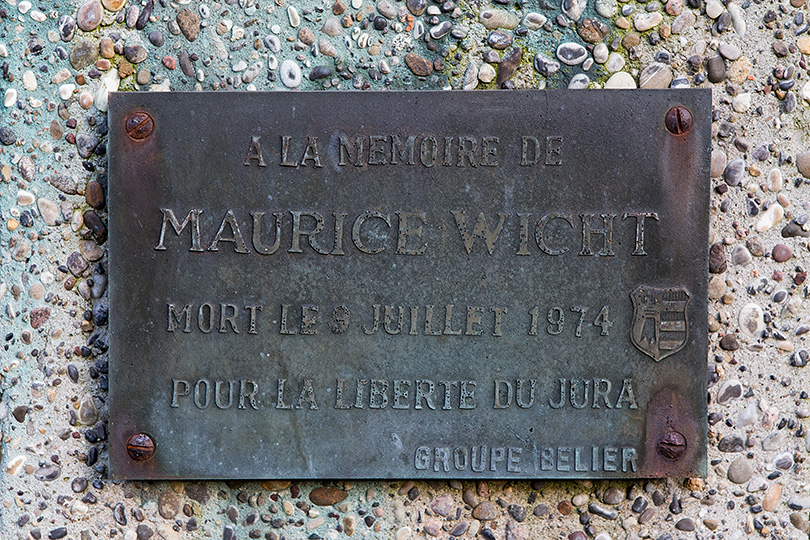 A LA MEMOIRE DE
MAURICE WICHT
MORT LE 9 JUILLET 1974
POUR LA LIBERTE DU JURA
GROUPE BELIER